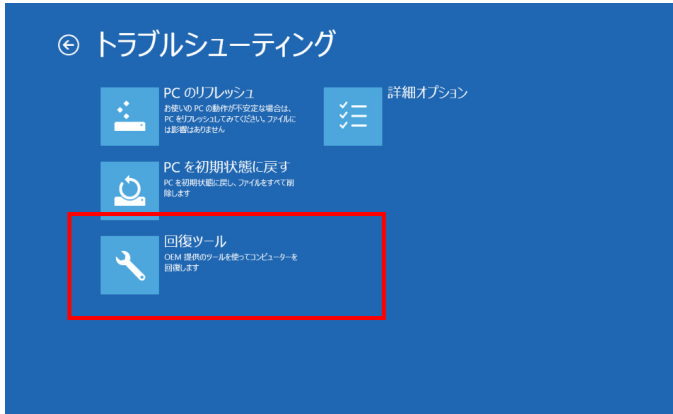 トラブルシューティング
PC のリフレッシュ
お使いの PC の動作が不安定な場合は、
PC をリフレッシュしてみてください。ファイルに
は影響はありません
詳細オプション
PC を初期状態に戻す
PC を初期状態に戻し、ファイルをすべて削
除します
回復ツール
OEM 提供のツールを使ってコンピューターを
回復します